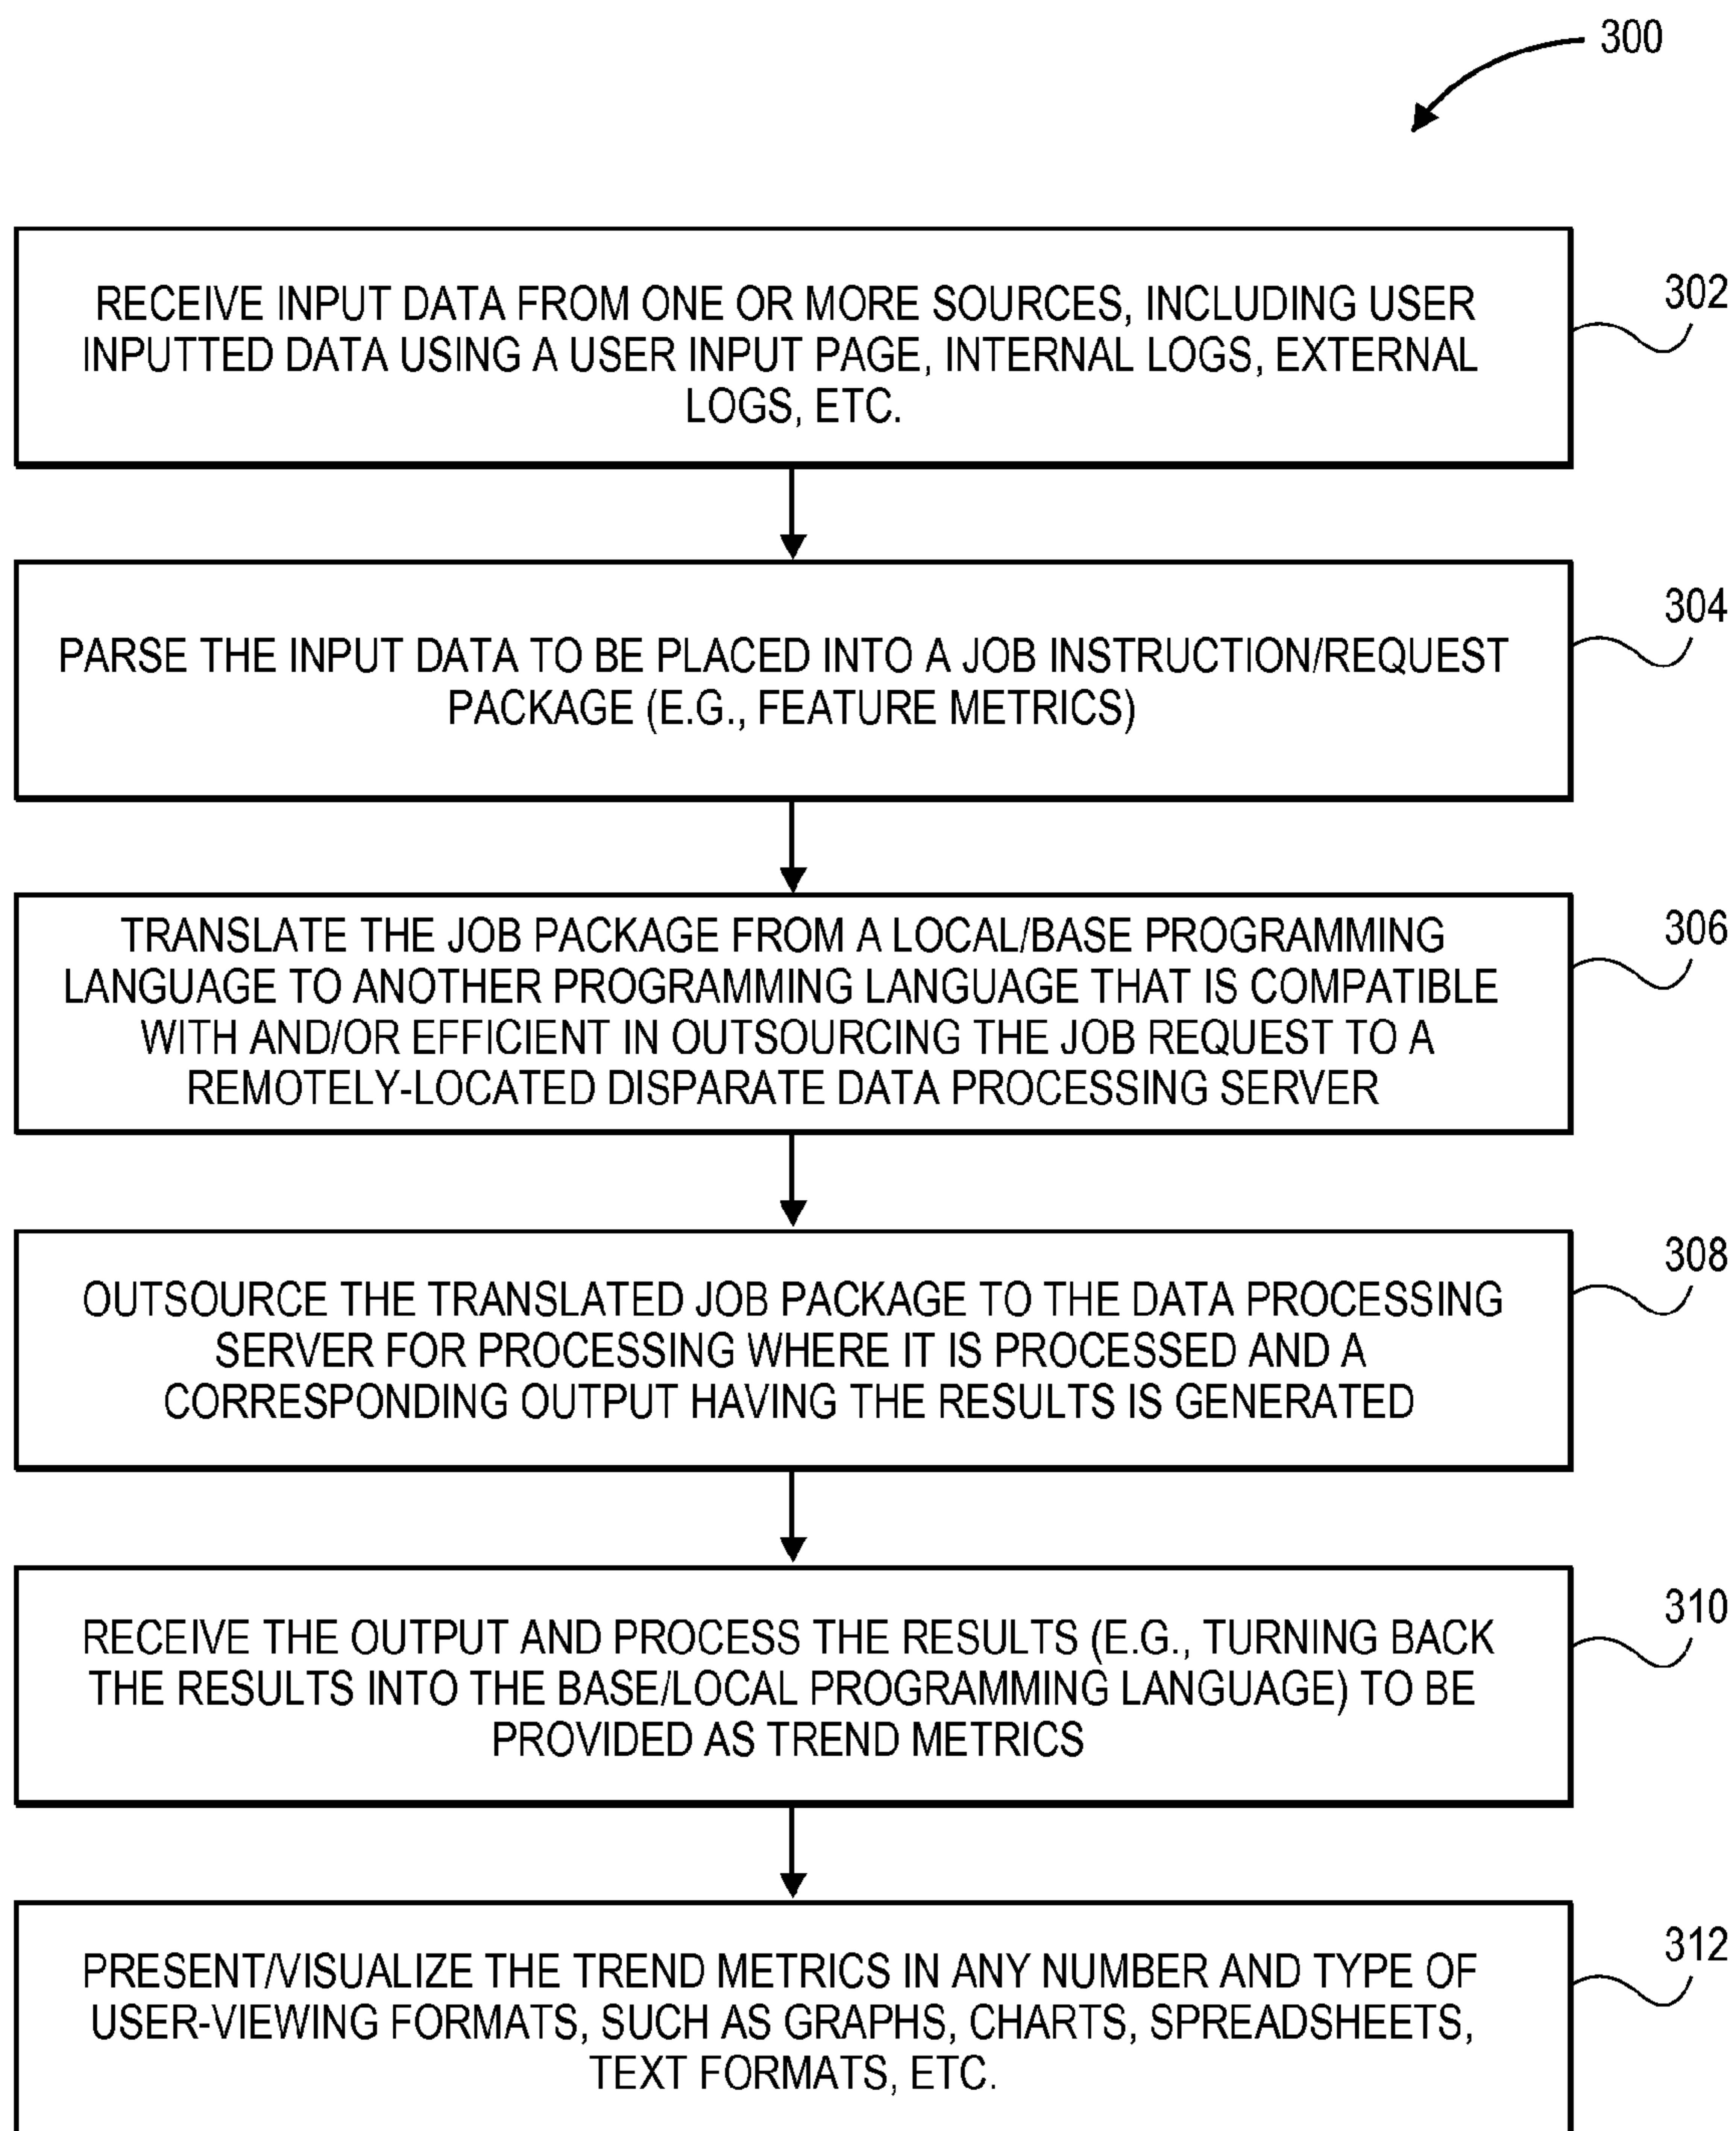 300
RECEIVE INPUT DATA FROM ONE OR MORE SOURCES, INCLUDING USER
INPUTTED DATA USING A USER INPUT PAGE, INTERNAL LOGS, EXTERNAL
LOGS, ETC.
302
PARSE THE INPUT DATA TO BE PLACED INTO A JOB INSTRUCTION/REQUEST
PACKAGE (E.G., FEATURE METRICS)
304
TRANSLATE THE JOB PACKAGE FROM A LOCAL/BASE PROGRAMMING
LANGUAGE TO ANOTHER PROGRAMMING LANGUAGE THAT IS COMPATIBLE
WITH AND/OR EFFICIENT IN OUTSOURCING THE JOB REQUEST TO A
REMOTELY-LOCATED DISPARATE DATA PROCESSING SERVER
306
OUTSOURCE THE TRANSLATED JOB PACKAGE TO THE DATA PROCESSING
SERVER FOR PROCESSING WHERE IT IS PROCESSED AND A
CORRESPONDING OUTPUT HAVING THE RESULTS IS GENERATED
308
RECEIVE THE OUTPUT AND PROCESS THE RESULTS (E.G., TURNING BACK
THE RESULTS INTO THE BASE/LOCAL PROGRAMMING LANGUAGE) TO BE
PROVIDED AS TREND METRICS
310
PRESENT/VISUALIZE THE TREND METRICS IN ANY NUMBER AND TYPE OF
USER-VIEWING FORMATS, SUCH AS GRAPHS, CHARTS, SPREADSHEETS,
TEXT FORMATS, ETC.
312